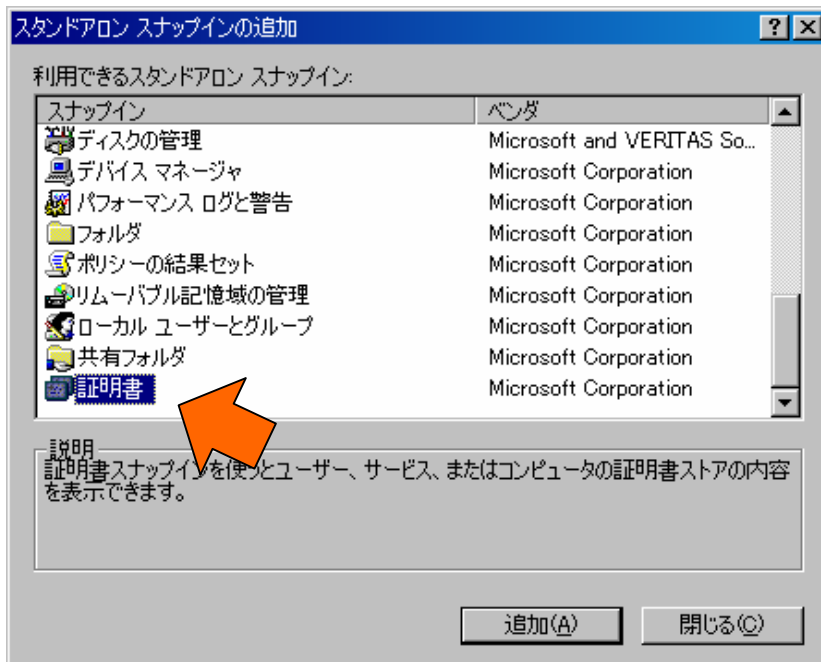 スタンドアロン スナップインの追加
利用できるスタンドアロン スナップイン:
スナップイン ベンダ
ディスクの管理 Microsoft and VERITAS So...
デバイス マネージャ Microsoft Corporation
パフォーマンス ログと警告 Microsoft Corporation
フォルダ Microsoft Corporation
ポリシーの結果セット Microsoft Corporation
リムーバブル記憶域の管理 Microsoft Corporation
ローカル ユーザーとグループ Microsoft Corporation
共有フォルダ Microsoft Corporation
証明書 Microsoft Corporation
説明
証明書スナップインを使うとユーザー、サービス、またはコンピュータの証明書ストアの内容
を表示できます。
追加(A) 閉じる(C)